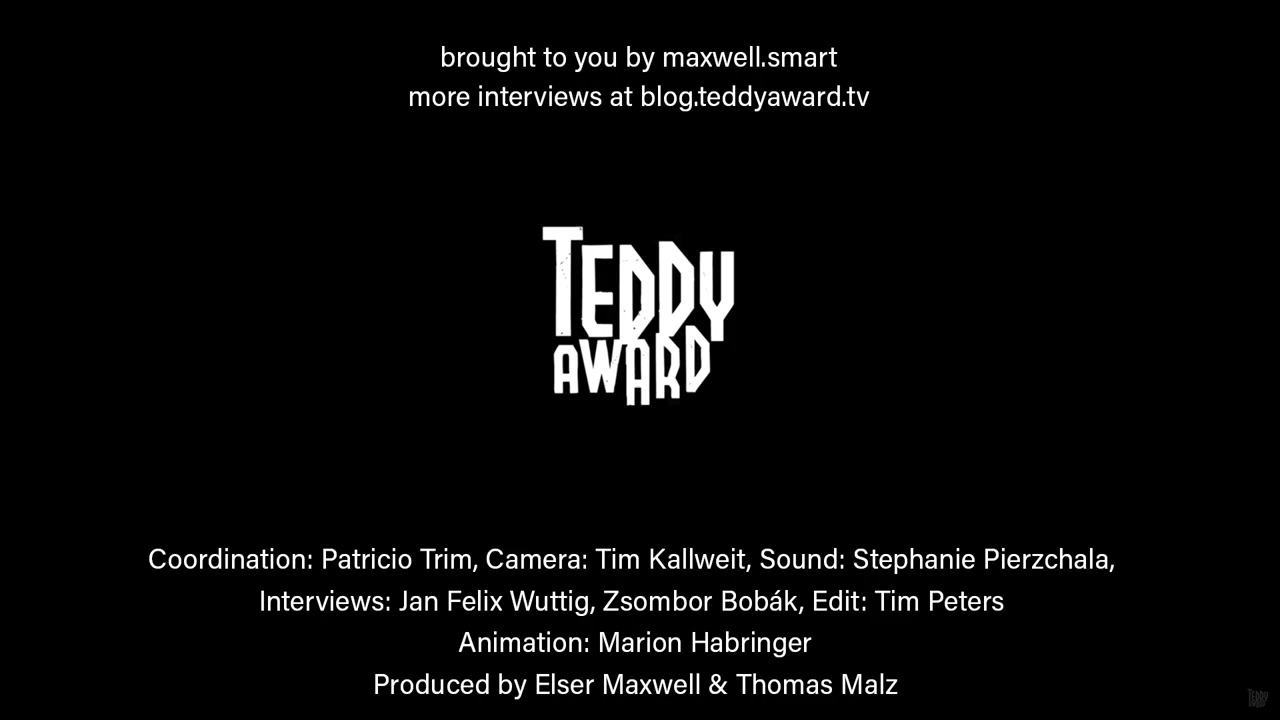 brought to you by maxwell.smart
more interviews at blog.teddyaward.tv
TEDDY
AWARD
Coordination: Patricio Trim, Camera: Tim Kallweit, Sound: Stephanie Pierzchala,
Interviews: Jan Felix Wuttig, Zsombor Bobák, Edit: Tim Peters
Animation: Marion Habringer
Produced by Elser Maxwell & Thomas Malz
TEDDY
AWARD